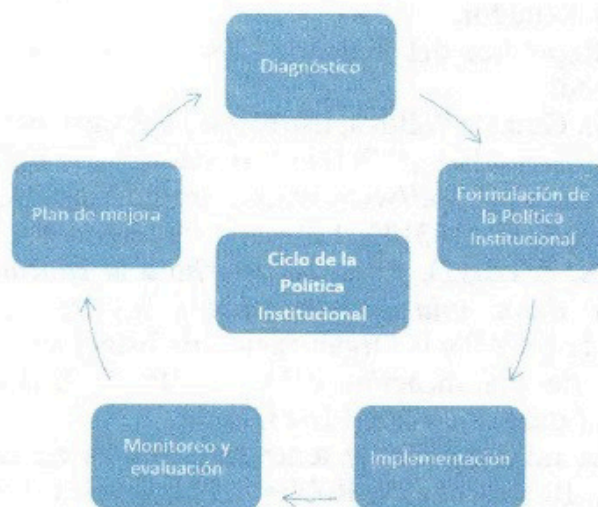 Diagnóstico
Formulación de
la Política
Institucional
Implementación
Monitoreo y
evaluación
Plan de mejora
Ciclo de la
Política
Institucional